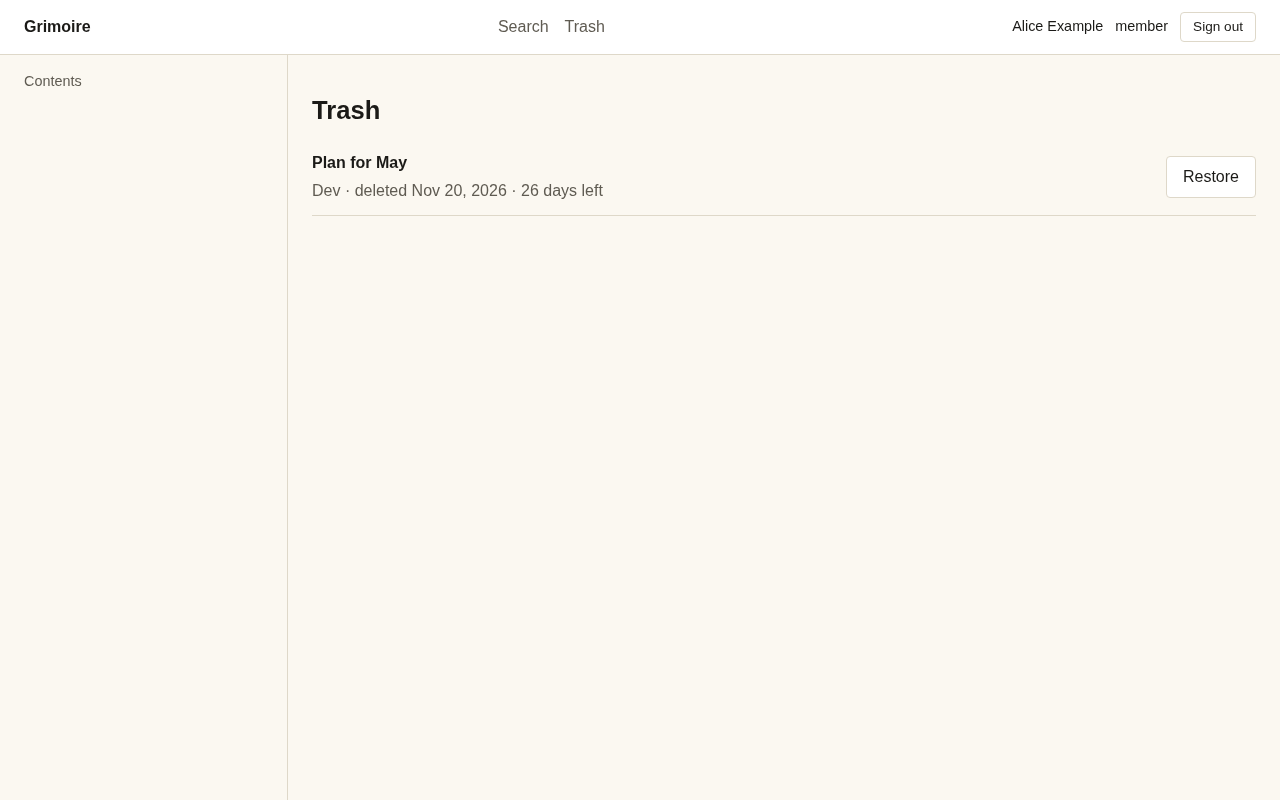 Grimoire
Search Trash
Alice Example member Sign out
Contents
Trash
Plan for May
Dev · deleted Nov 20, 2026 · 26 days left
Restore